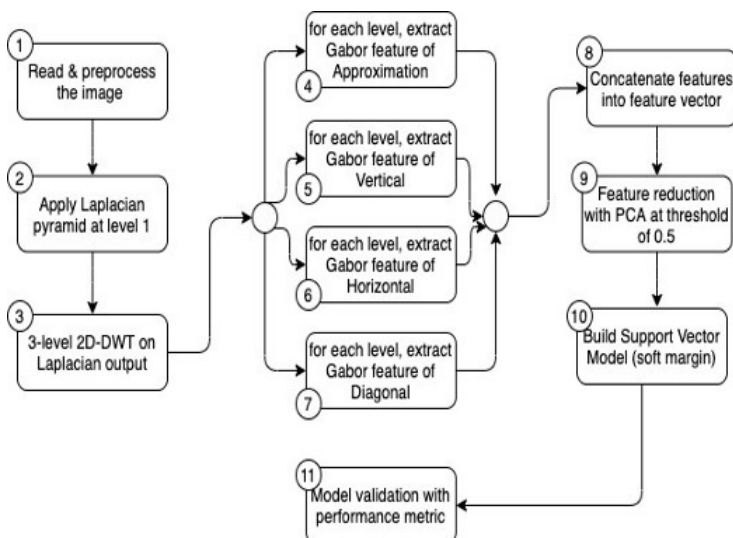 1
Read & preprocess
the image
2
Apply Laplacian
pyramid at level 1
3
3-level 2D-DWT on
Laplacian output
for each level, extract
Gabor feature of
Approximation
4
for each level, extract
Gabor feature of
Vertical
5
for each level, extract
Gabor feature of
Horizontal
6
for each level, extract
Gabor feature of
Diagonal
7
8
Concatenate features
into feature vector
9
Feature reduction
with PCA at threshold
of 0.5
10
Build Support Vector
Model (soft margin)
11
Model validation with
performance metric